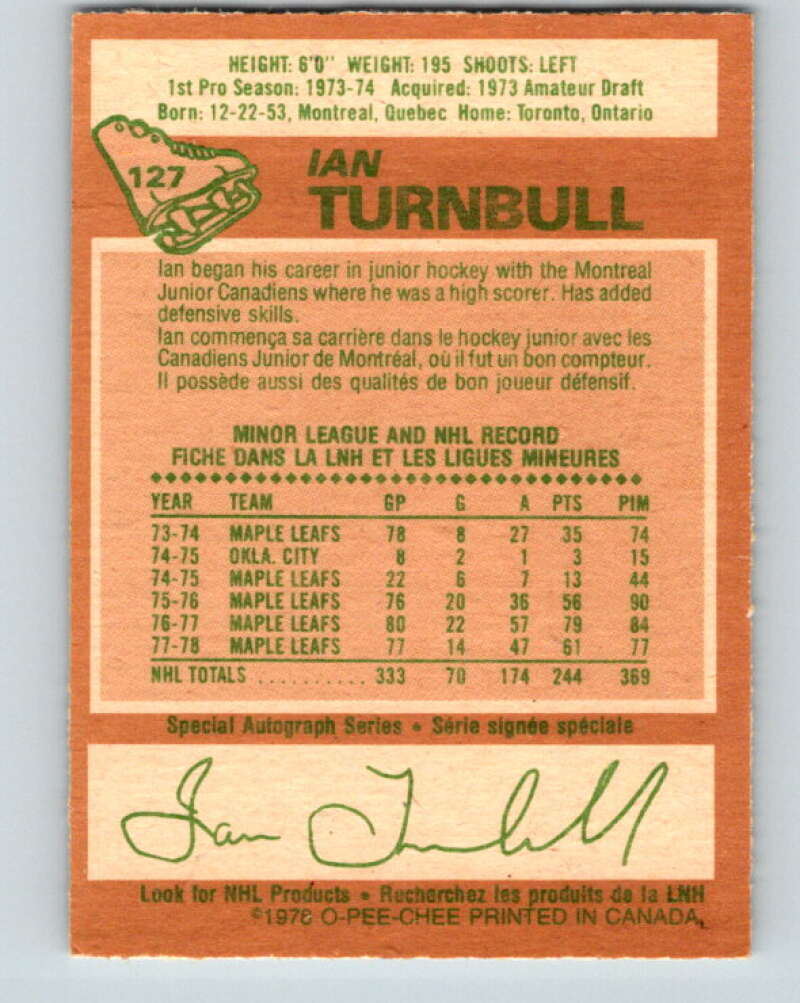 HEIGHT: 6'0" WEIGHT: 195 SHOOTS: LEFT
1st Pro Season: 1973-74 Acquired: 1973 Amateur Draft
Born: 12-22-53, Montreal, Quebec Home: Toronto, Ontario
127
IAN
TURNBULL
Ian began his career in junior hockey with the Montreal
Junior Canadiens where he was a high scorer. Has added
defensive skills.
Ian commença sa carrière dans le hockey junior avec les
Canadiens Junior de Montréal, où il fut un bon compteur.
Il possède aussi des qualités de bon joueur défensif.
MINOR LEAGUE AND NHL RECORD
FICHE DANS LA LNH ET LES LIGUES MINEURES
YEAR TEAM GP G A PTS PIM
73-74 MAPLE LEAFS 78 8 27 35 74
74-75 OKLA. CITY 8 2 1 3 15
74-75 MAPLE LEAFS 22 6 7 13 44
75-76 MAPLE LEAFS 76 20 36 56 90
76-77 MAPLE LEAFS 80 22 57 79 84
77-78 MAPLE LEAFS 77 14 47 61 77
NHL TOTALS .......... 333 70 174 244 369
Special Autograph Series • Série signée spéciale
Ian Turnbull
Look for NHL Products • Recherchez les produits de la LNH
©1978 O-PEE-CHEE PRINTED IN CANADA